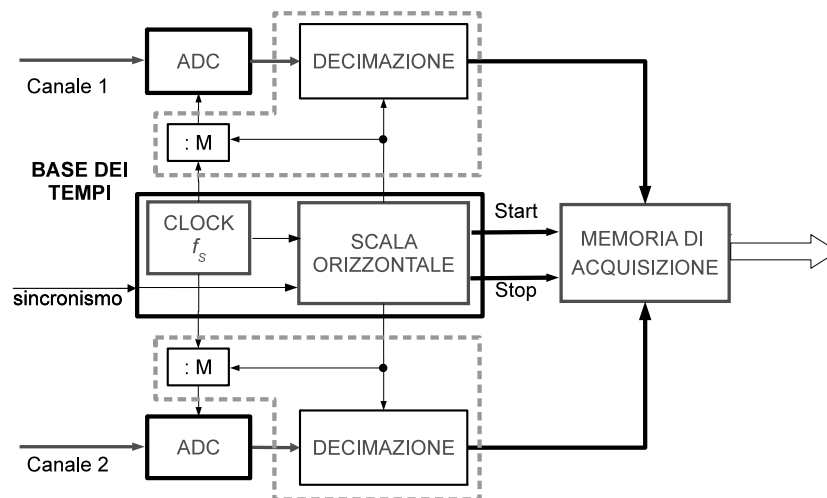 ADC
DECIMAZIONE
Canale 1
: M
BASE DEI
TEMPI
CLOCK
fS
SCALA
ORIZZONTALE
Start
Stop
MEMORIA DI
ACQUISIZIONE
sincronismo
: M
ADC
DECIMAZIONE
Canale 2